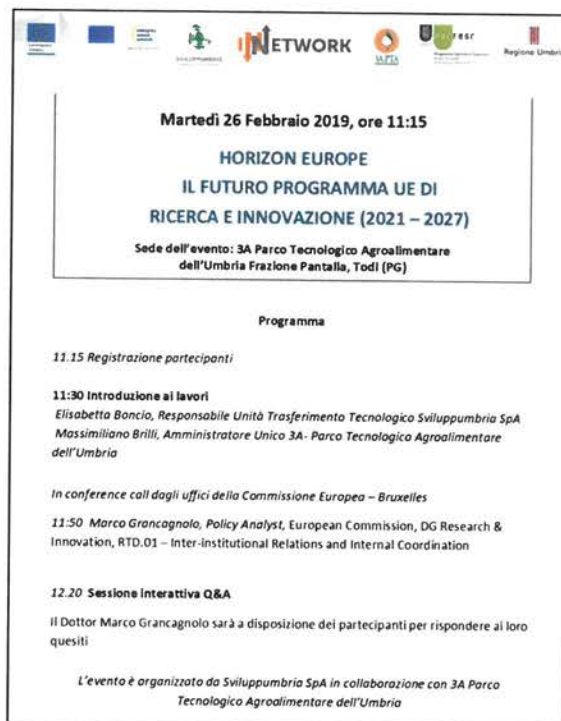 SVILUPPUMBRIA
INNETWORK
3A PTA
Regione Umbria
Martedì 26 Febbraio 2019, ore 11:15
HORIZON EUROPE
IL FUTURO PROGRAMMA UE DI
RICERCA E INNOVAZIONE (2021 – 2027)
Sede dell'evento: 3A Parco Tecnologico Agroalimentare
dell'Umbria Frazione Pantalla, Todi (PG)
Programma
11.15 Registrazione partecipanti
11:30 Introduzione ai lavori
Elisabetta Boncio, Responsabile Unità Trasferimento Tecnologico Sviluppumbria SpA
Massimiliano Brilli, Amministratore Unico 3A- Parco Tecnologico Agroalimentare
dell'Umbria
In conference call dagli uffici della Commissione Europea – Bruxelles
11:50 Marco Grancagnolo, Policy Analyst, European Commission, DG Research &
Innovation, RTD.01 – Inter-institutional Relations and Internal Coordination
12.20 Sessione interattiva Q&A
Il Dottor Marco Grancagnolo sarà a disposizione dei partecipanti per rispondere ai loro
quesiti
L'evento è organizzato da Sviluppumbria SpA in collaborazione con 3A Parco
Tecnologico Agroalimentare dell'Umbria